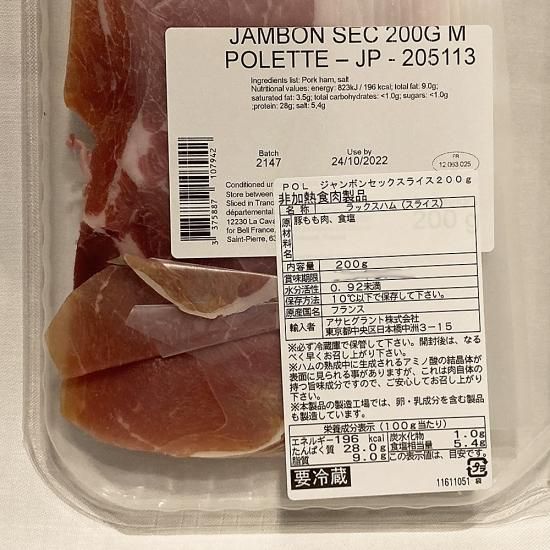 JAMBON SEC 200G M
POLETTE – JP - 205113
Ingredients list: Pork ham, salt
Nutritional values: energy: 823kJ / 196 kcal; total fat: 9.0g;
saturated fat: 3.5g; total carbohydrates: <1.0g; sugars: <1.0g
;protein: 28g; salt: 5,4g
Batch
2147
Use by
24/10/2022
FR
12.063.025
3 375887 107942
Conditioned un
Store between
Sliced in Tranc
départemental
12230 La Cava
for Bell France,
Saint-Pierre, 63
200 g
POL ジャンボンセックスライス200g
非加熱食肉製品
名称 ラックスハム(スライス)
原材料名 豚もも肉、食塩
内容量 200g
賞味期限
水分活性 0.92未満
保存方法 10℃以下で保存して下さい。
原産国名 フランス
輸入者 アサヒグラント株式会社
東京都中央区日本橋中洲3-15
※必ず冷蔵庫で保管して下さい。開封後は、なる
べく早くお召し上がり下さい。
※ハムの熟成中に生成されるアミノ酸の結晶体が
表面に見られる事がありますが、これは肉自体の
持つ旨味成分ですので、ご安心してお召し上がり
下さい。
※本製品の製造工場では、卵・乳成分を含む製品
も製造しています。
栄養成分表示(100g当たり)
エネルギー196 kcal 炭水化物 1.0g
たんぱく質 28.0g 食塩相当量 5.4g
脂質 9.0g この表示値は、目安です。
要冷蔵
プラ
11611051 袋